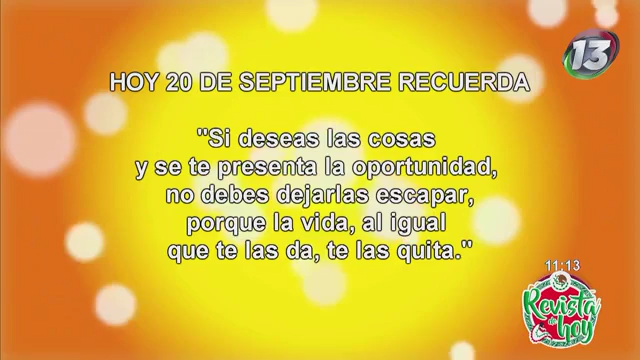 13
HOY 20 DE SEPTIEMBRE RECUERDA
"Si deseas las cosas
y se te presenta la oportunidad,
no debes dejarlas escapar,
porque la vida, al igual
que te las da, te las quita."
11:13
Revista
de
hoy